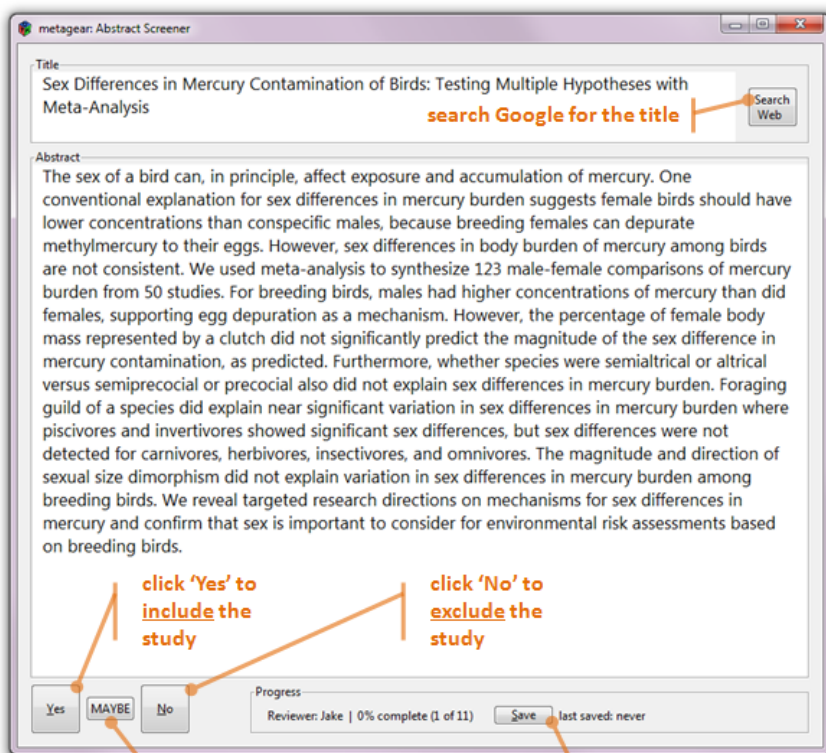 metagear: Abstract Screener
Title
Sex Differences in Mercury Contamination of Birds: Testing Multiple Hypotheses with
Meta-Analysis
search Google for the title
Search
Web
Abstract
The sex of a bird can, in principle, affect exposure and accumulation of mercury. One
conventional explanation for sex differences in mercury burden suggests female birds should have
lower concentrations than conspecific males, because breeding females can depurate
methylmercury to their eggs. However, sex differences in body burden of mercury among birds
are not consistent. We used meta-analysis to synthesize 123 male-female comparisons of mercury
burden from 50 studies. For breeding birds, males had higher concentrations of mercury than did
females, supporting egg depuration as a mechanism. However, the percentage of female body
mass represented by a clutch did not significantly predict the magnitude of the sex difference in
mercury contamination, as predicted. Furthermore, whether species were semialtrical or altrical
versus semiprecocial or precocial also did not explain sex differences in mercury burden. Foraging
guild of a species did explain near significant variation in sex differences in mercury burden where
piscivores and invertivores showed significant sex differences, but sex differences were not
detected for carnivores, herbivores, insectivores, and omnivores. The magnitude and direction of
sexual size dimorphism did not explain variation in sex differences in mercury burden among
breeding birds. We reveal targeted research directions on mechanisms for sex differences in
mercury and confirm that sex is important to consider for environmental risk assessments based
on breeding birds.
click ‘Yes’ to
include the
study
click ‘No’ to
exclude the
study
Yes
MAYBE
No
Progress
Reviewer: Jake | 0% complete (1 of 11)
Save
last saved: never